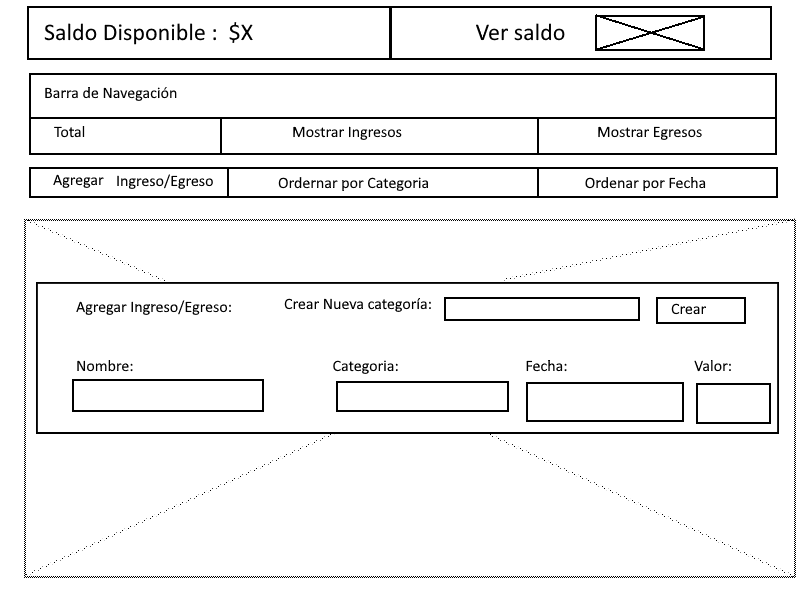 Saldo Disponible : $X
Ver saldo
Barra de Navegación
Total
Mostrar Ingresos
Mostrar Egresos
Agregar Ingreso/Egreso
Ordernar por Categoria
Ordenar por Fecha
Agregar Ingreso/Egreso:
Crear Nueva categoría:
Crear
Nombre:
Categoria:
Fecha:
Valor: